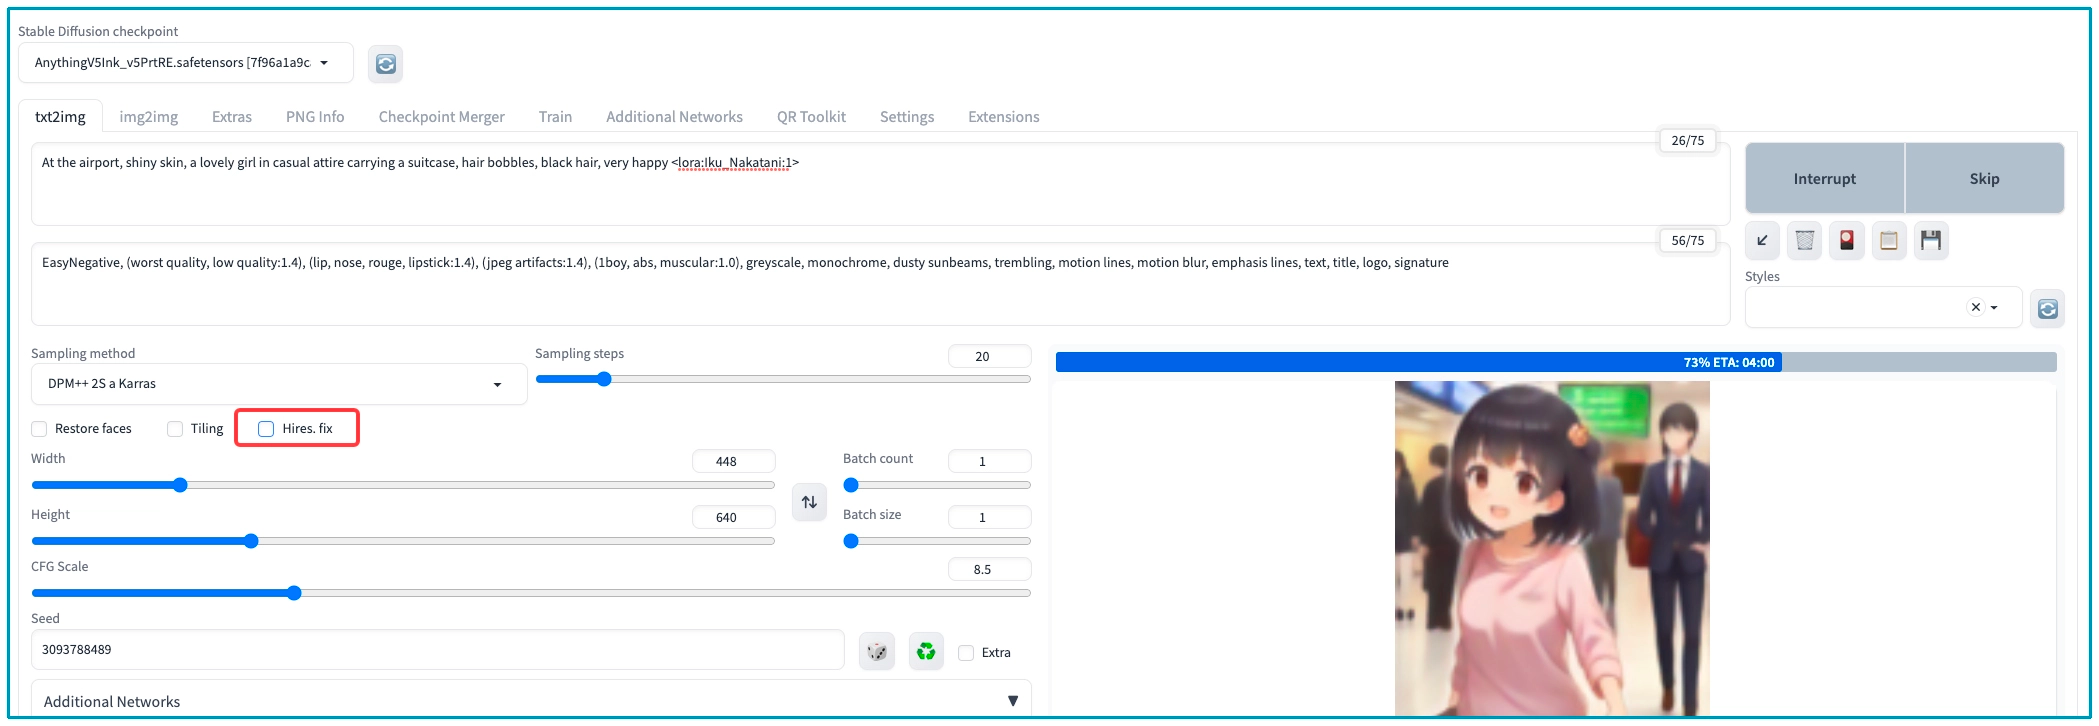 Stable Diffusion checkpoint
AnythingV5Ink_v5PrtRE.safetensors [7f96a1a9c
txt2img img2img Extras PNG Info Checkpoint Merger Train Additional Networks QR Toolkit Settings Extensions
26/75
At the airport, shiny skin, a lovely girl in casual attire carrying a suitcase, hair bobbles, black hair, very happy <lora:Iku_Nakatani:1>
Interrupt Skip
56/75
EasyNegative, (worst quality, low quality:1.4), (lip, nose, rouge, lipstick:1.4), (jpeg artifacts:1.4), (1boy, abs, muscular:1.0), greyscale, monochrome, dusty sunbeams, trembling, motion lines, motion blur, emphasis lines, text, title, logo, signature
Styles
Sampling method
DPM++ 2S a Karras
Sampling steps 20
73% ETA: 04:00
Restore faces Tiling Hires. fix
Width 448
Batch count 1
Height 640
Batch size 1
CFG Scale 8.5
Seed
3093788489
Extra
Additional Networks